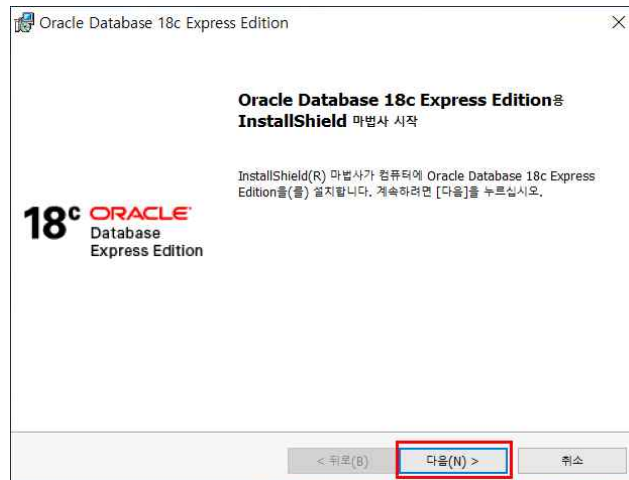 Oracle Database 18c Express Edition
Oracle Database 18c Express Edition용
InstallShield 마법사 시작
InstallShield(R) 마법사가 컴퓨터에 Oracle Database 18c Express
Edition을(를) 설치합니다. 계속하려면 [다음]을 누르십시오.
18c ORACLE
Database
Express Edition
< 뒤로(B)
다음(N) >
취소